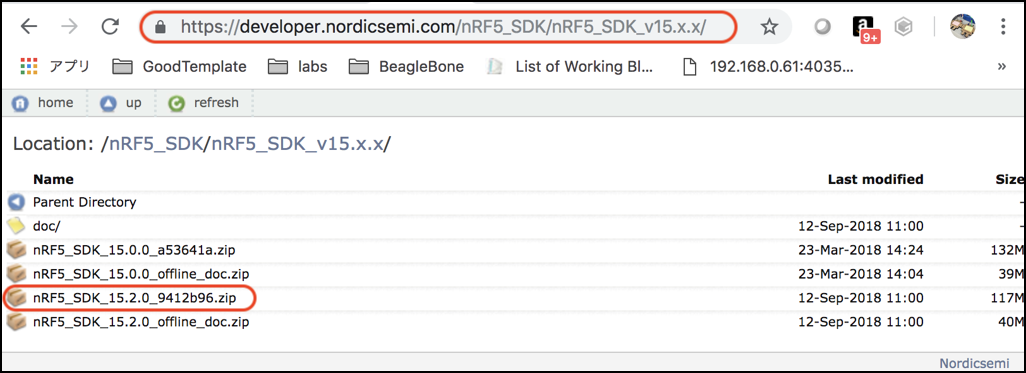 https://developer.nordicsemi.com/nRF5_SDK/nRF5_SDK_v15.x.x/
9+
アプリ GoodTemplate labs BeagleBone List of Working Bl... 192.168.0.61:4035... »
home up refresh
Location: /nRF5_SDK/nRF5_SDK_v15.x.x/
Name Last modified Size
Parent Directory -
doc/ 12-Sep-2018 11:00 -
nRF5_SDK_15.0.0_a53641a.zip 23-Mar-2018 14:24 132M
nRF5_SDK_15.0.0_offline_doc.zip 23-Mar-2018 14:04 39M
nRF5_SDK_15.2.0_9412b96.zip 12-Sep-2018 11:00 117M
nRF5_SDK_15.2.0_offline_doc.zip 12-Sep-2018 11:00 40M
Nordicsemi